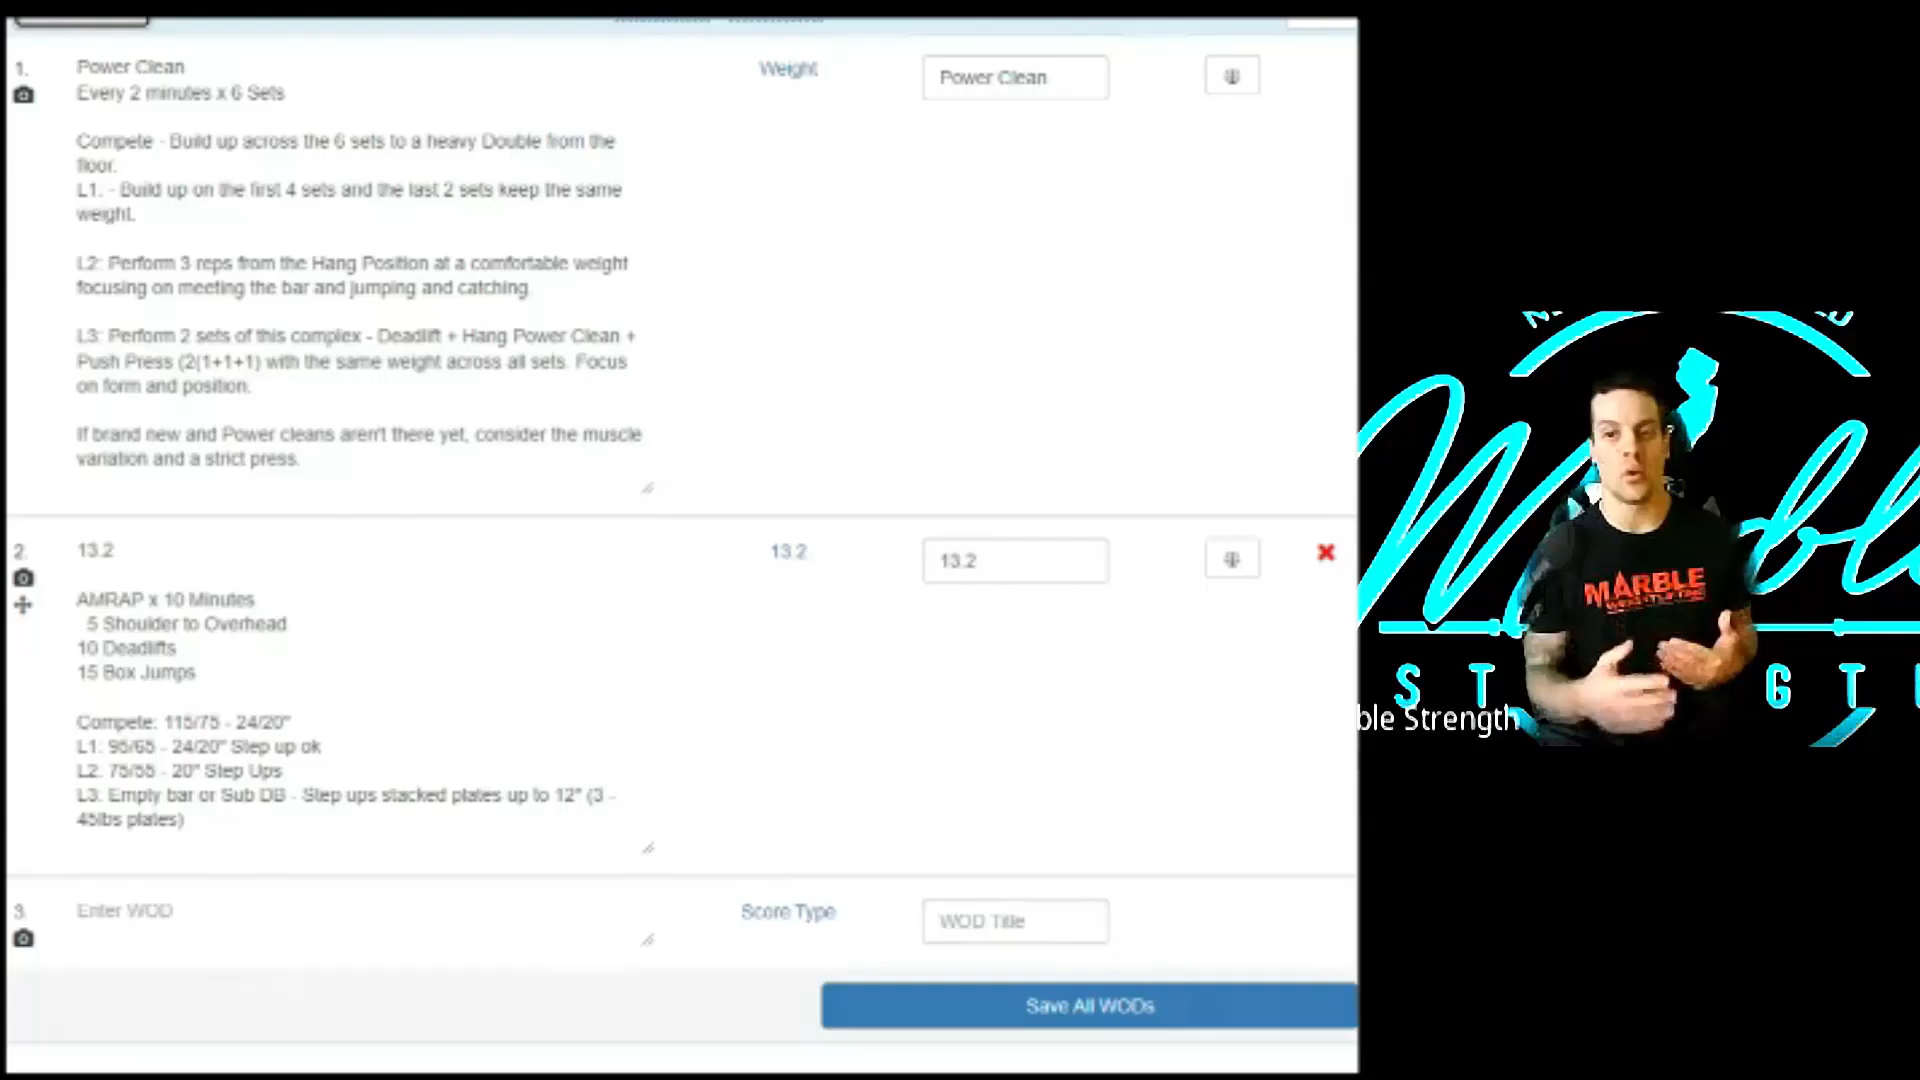 1.
Power Clean
Every 2 minutes x 6 Sets
Compete - Build up across the 6 sets to a heavy Double from the
floor.
L1. - Build up on the first 4 sets and the last 2 sets keep the same
weight.
L2: Perform 3 reps from the Hang Position at a comfortable weight
focusing on meeting the bar and jumping and catching
L3: Perform 2 sets of this complex - Deadlift + Hang Power Clean +
Push Press (2(1+1+1) with the same weight across all sets. Focus
on form and position.
If brand new and Power cleans aren't there yet, consider the muscle
variation and a strict press.
Weight
Power Clean
2.
13.2
AMRAP x 10 Minutes
5 Shoulder to Overhead
10 Deadlifts
15 Box Jumps
Compete: 115/75 - 24/20"
L1: 95/65 - 24/20" Step up ok
L2: 75/55 - 20" Step Ups
L3: Empty bar or Sub DB - Step ups stacked plates up to 12" (3 -
45lbs plates)
13.2
13.2
3.
Enter WOD
Score Type
WOD Title
Save All WODs
MARBLE
ble Strength